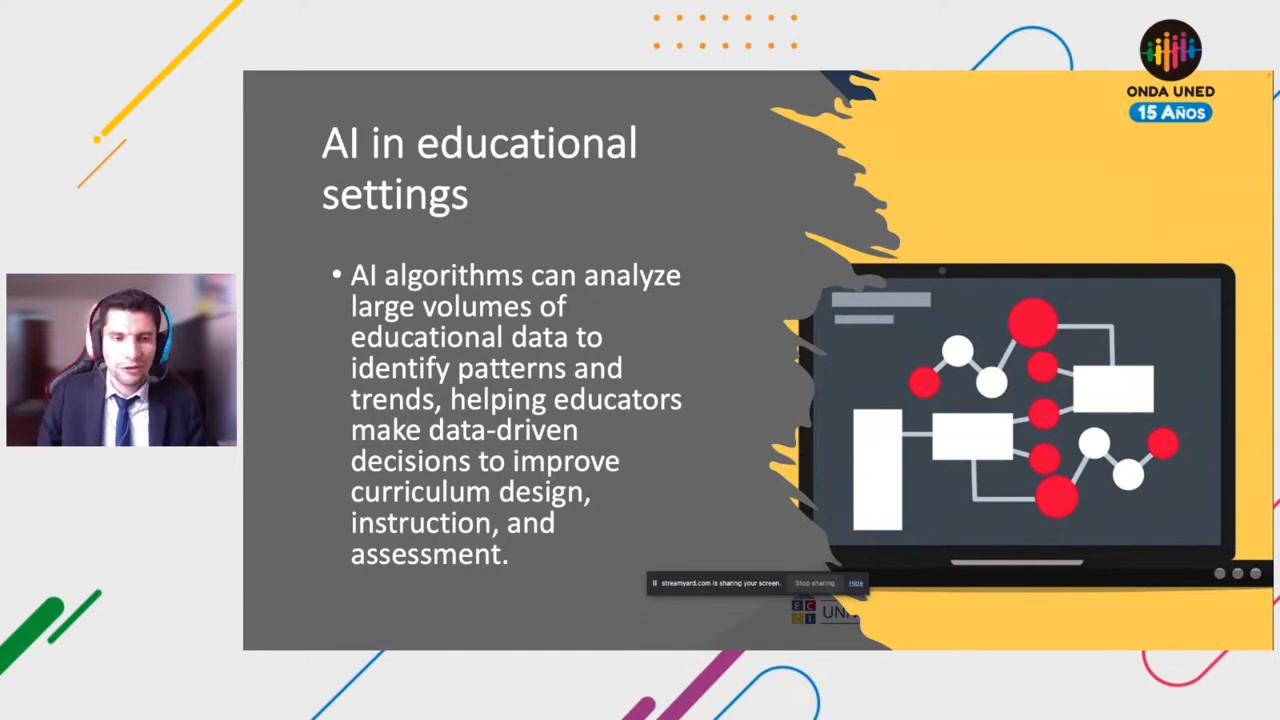 ONDA UNED
15 AÑOS
AI in educational
settings
• AI algorithms can analyze
large volumes of
educational data to
identify patterns and
trends, helping educators
make data-driven
decisions to improve
curriculum design,
instruction, and
assessment.
streamyard.com is sharing your screen. Stop sharing Hide
ECCI